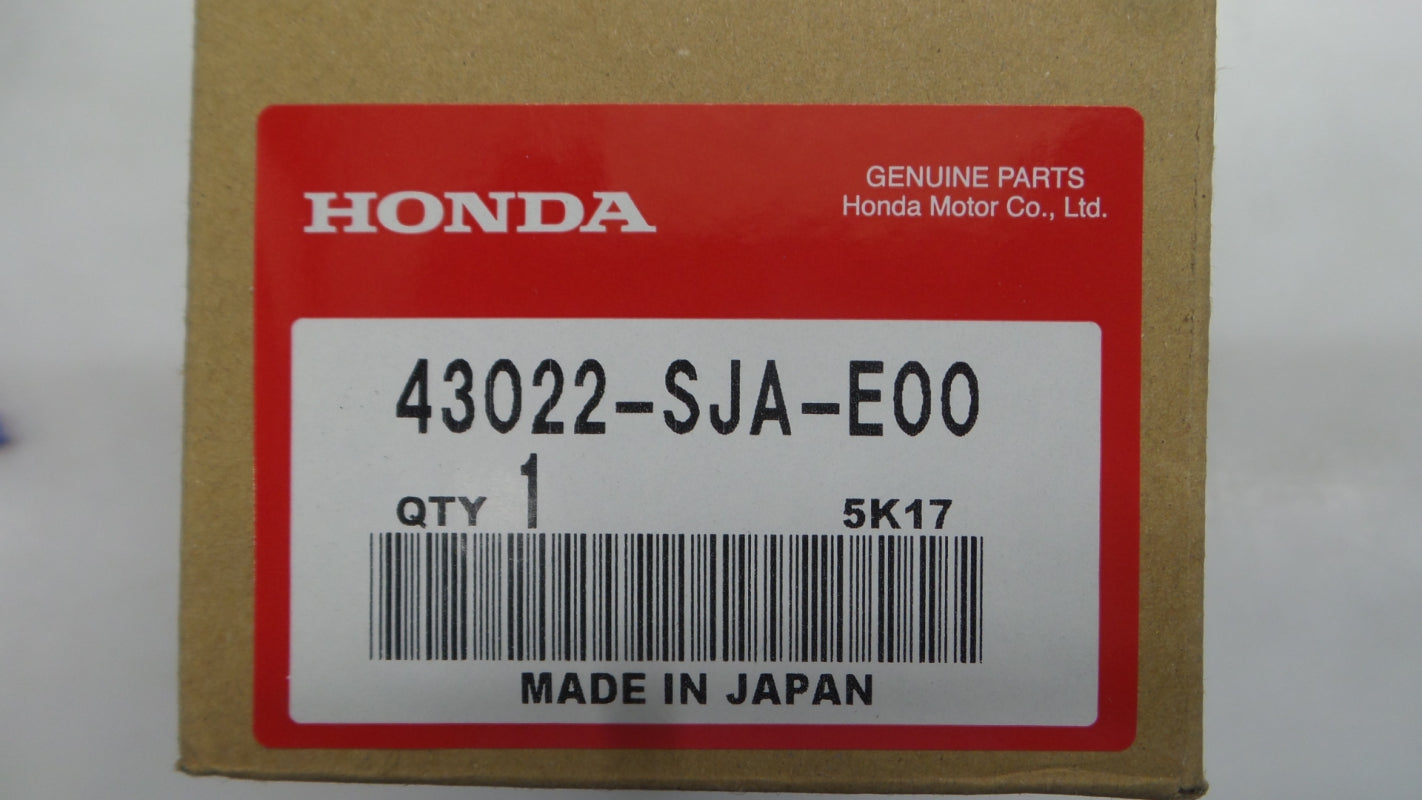 HONDA
GENUINE PARTS
Honda Motor Co., Ltd.
43022-SJA-E00
QTY 1
5K17
MADE IN JAPAN